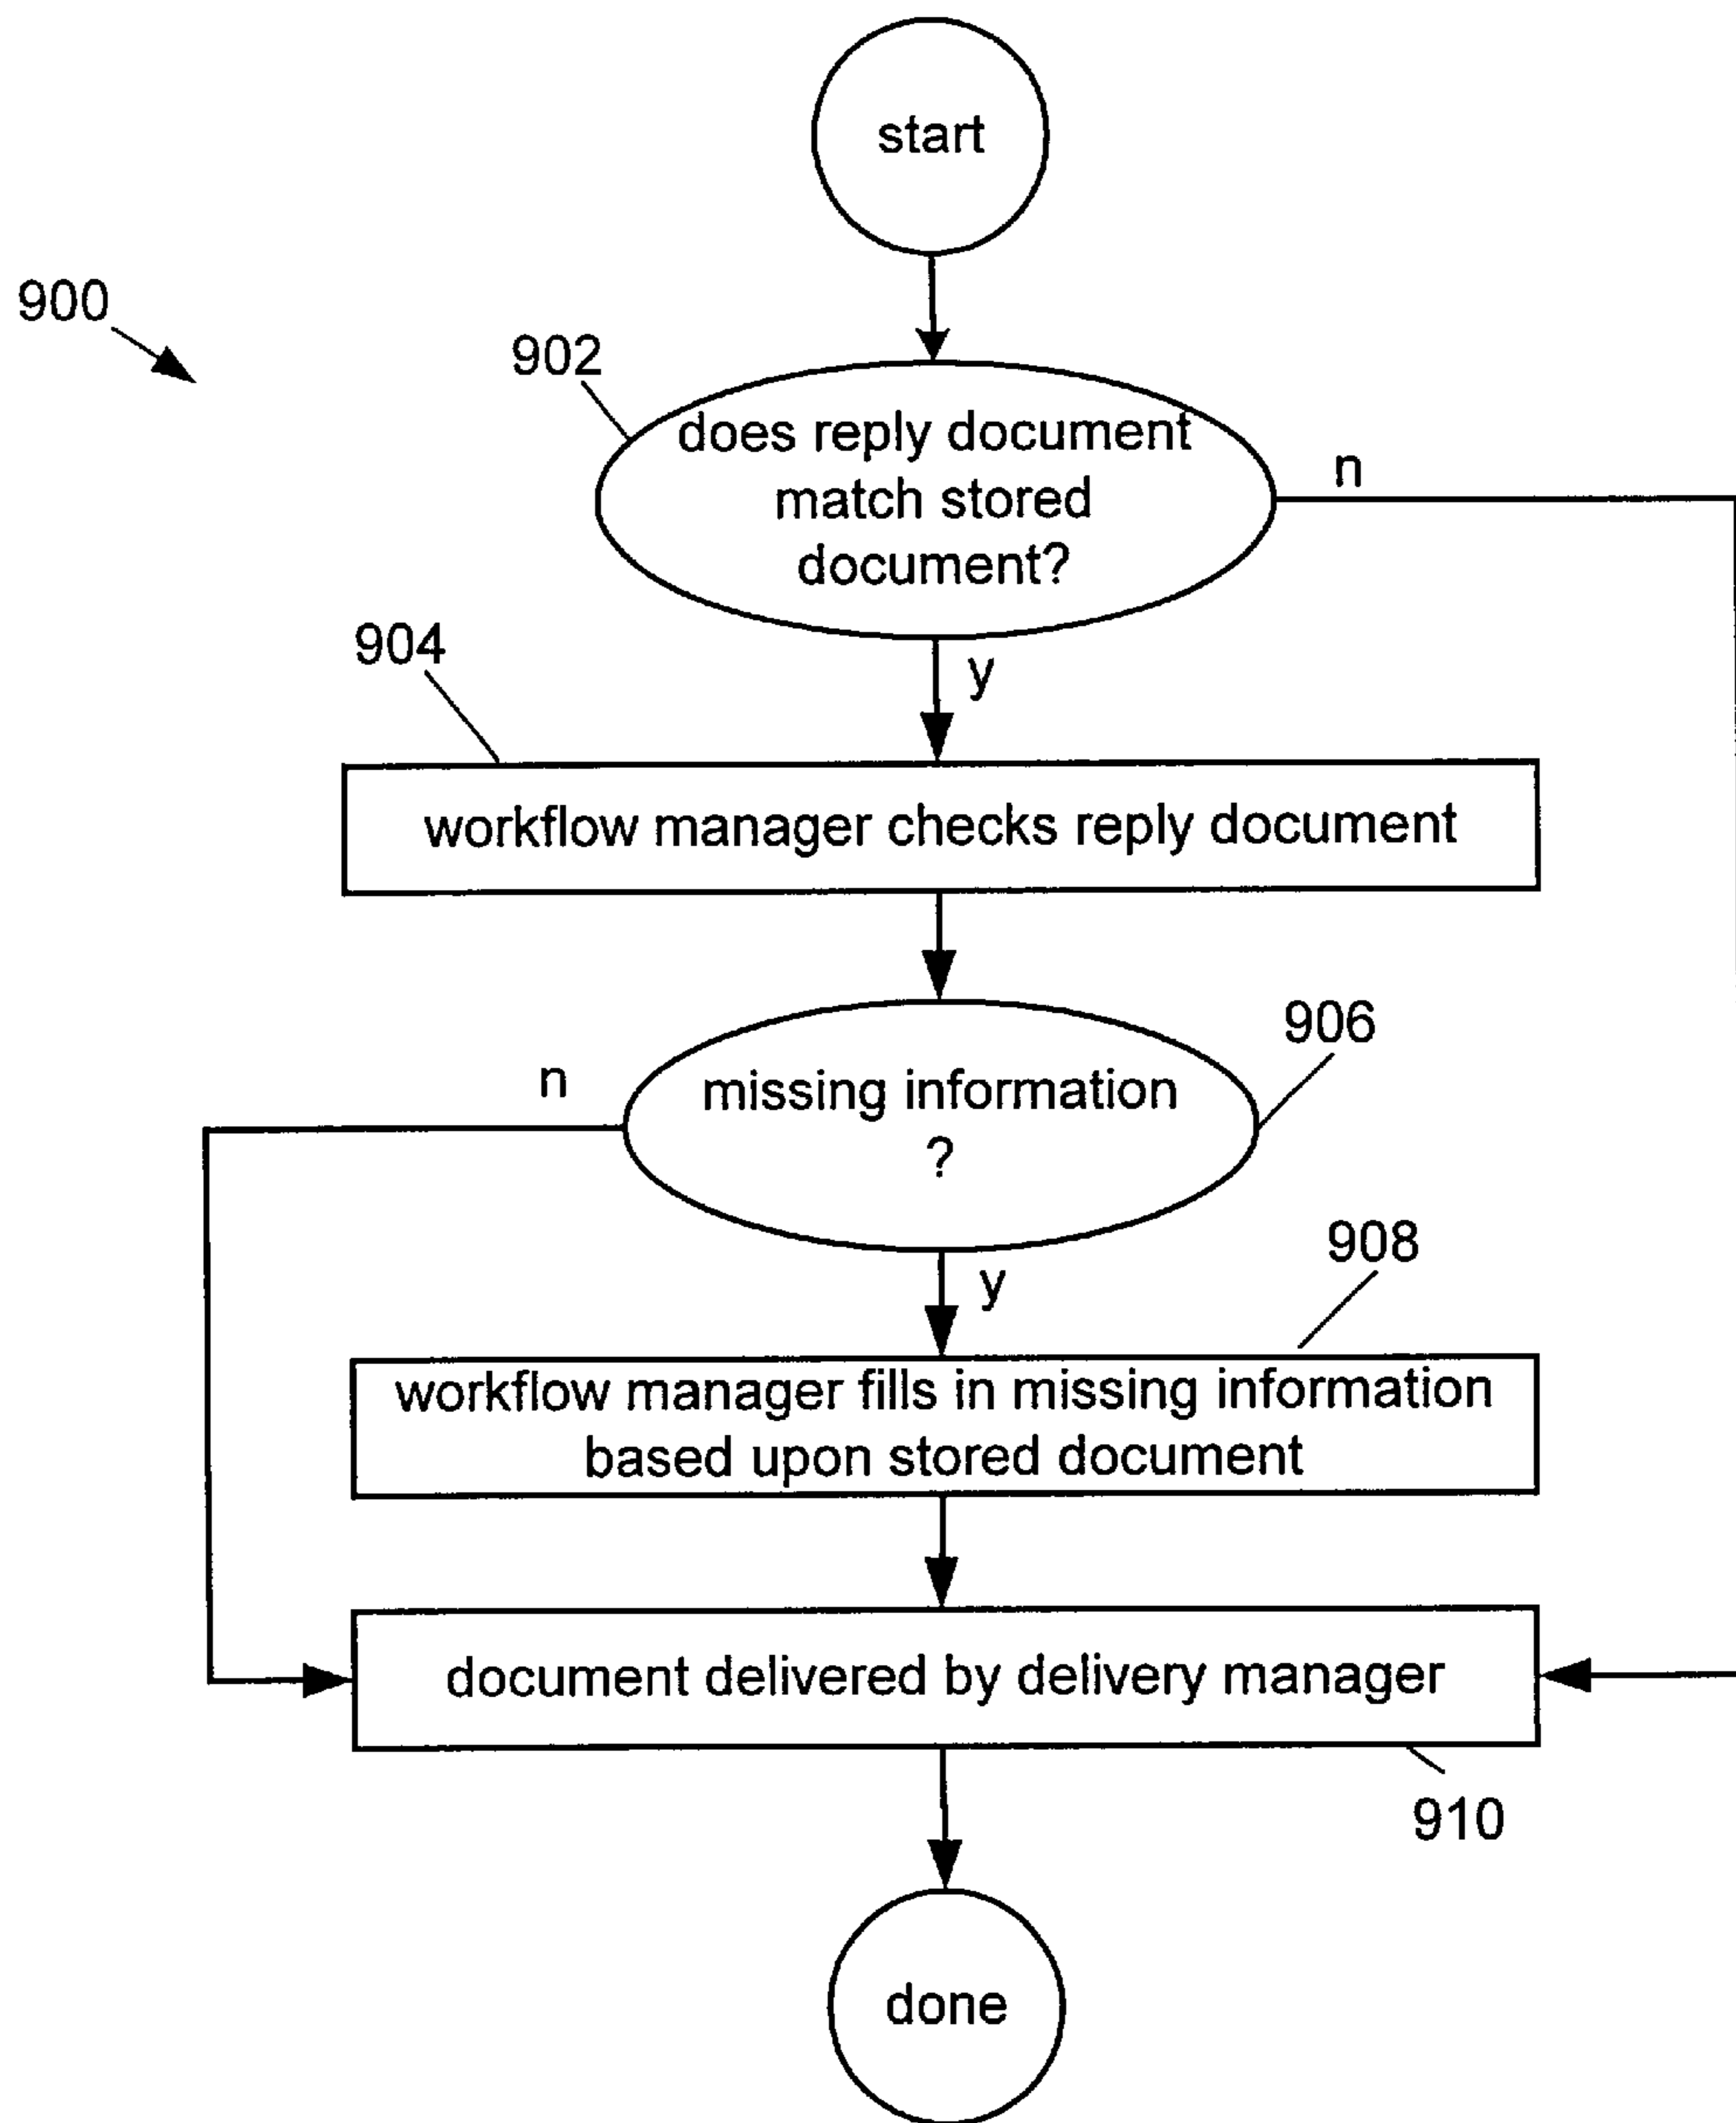 start
900
902
does reply document
match stored
document?
n
904
y
workflow manager checks reply document
906
n
missing information
?
908
y
workflow manager fills in missing information
based upon stored document
document delivered by delivery manager
910
done